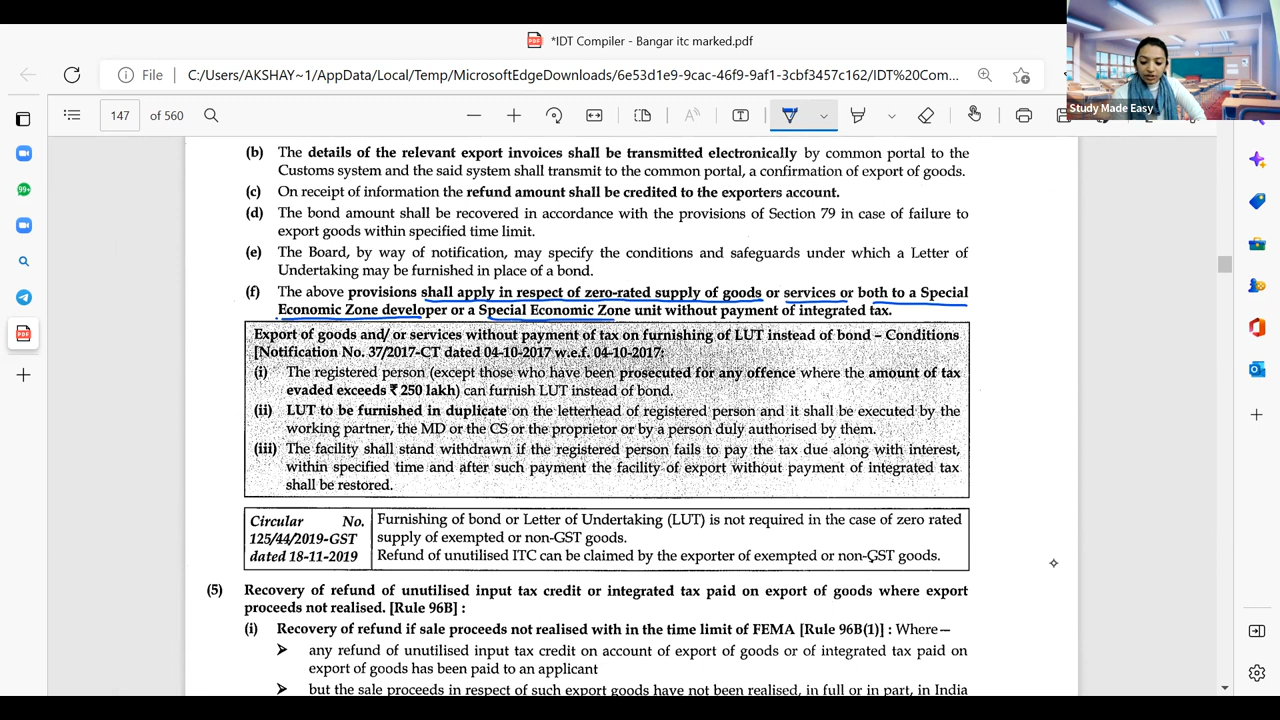 *IDT Compiler - Bangar itc marked.pdf
File
C:/Users/AKSHAY~1/AppData/Local/Temp/MicrosoftEdgeDownloads/6e53d1e9-9cac-46f9-9af1-3cbf3457c162/IDT%20Com...
Study Made Easy
147 of 560
99+
(b) The details of the relevant export invoices shall be transmitted electronically by common portal to the
Customs system and the said system shall transmit to the common portal, a confirmation of export of goods.
(c) On receipt of information the refund amount shall be credited to the exporters account.
(d) The bond amount shall be recovered in accordance with the provisions of Section 79 in case of failure to
export goods within specified time limit.
(e) The Board, by way of notification, may specify the conditions and safeguards under which a Letter of
Undertaking may be furnished in place of a bond.
(f) The above provisions shall apply in respect of zero-rated supply of goods or services or both to a Special
Economic Zone developer or a Special Economic Zone unit without payment of integrated tax.
Export of goods and/or services without payment of tax on furnishing of LUT instead of bond – Conditions
[Notification No. 37/2017-CT dated 04-10-2017 w.e.f. 04-10-2017:
(i) The registered person (except those who have been prosecuted for any offence where the amount of tax
evaded exceeds ₹ 250 lakh) can furnish LUT instead of bond.
(ii) LUT to be furnished in duplicate on the letterhead of registered person and it shall be executed by the
working partner, the MD or the CS or the proprietor or by a person duly authorised by them.
(iii) The facility shall stand withdrawn if the registered person fails to pay the tax due along with interest,
within specified time and after such payment the facility of export without payment of integrated tax
shall be restored.
Circular No.
125/44/2019-GST
dated 18-11-2019
Furnishing of bond or Letter of Undertaking (LUT) is not required in the case of zero rated
supply of exempted or non-GST goods.
Refund of unutilised ITC can be claimed by the exporter of exempted or non-GST goods.
(5) Recovery of refund of unutilised input tax credit or integrated tax paid on export of goods where export
proceeds not realised. [Rule 96B] :
(i) Recovery of refund if sale proceeds not realised with in the time limit of FEMA [Rule 96B(1)] : Where—
➤ any refund of unutilised input tax credit on account of export of goods or of integrated tax paid on
export of goods has been paid to an applicant
➤ but the sale proceeds in respect of such export goods have not been realised, in full or in part, in India